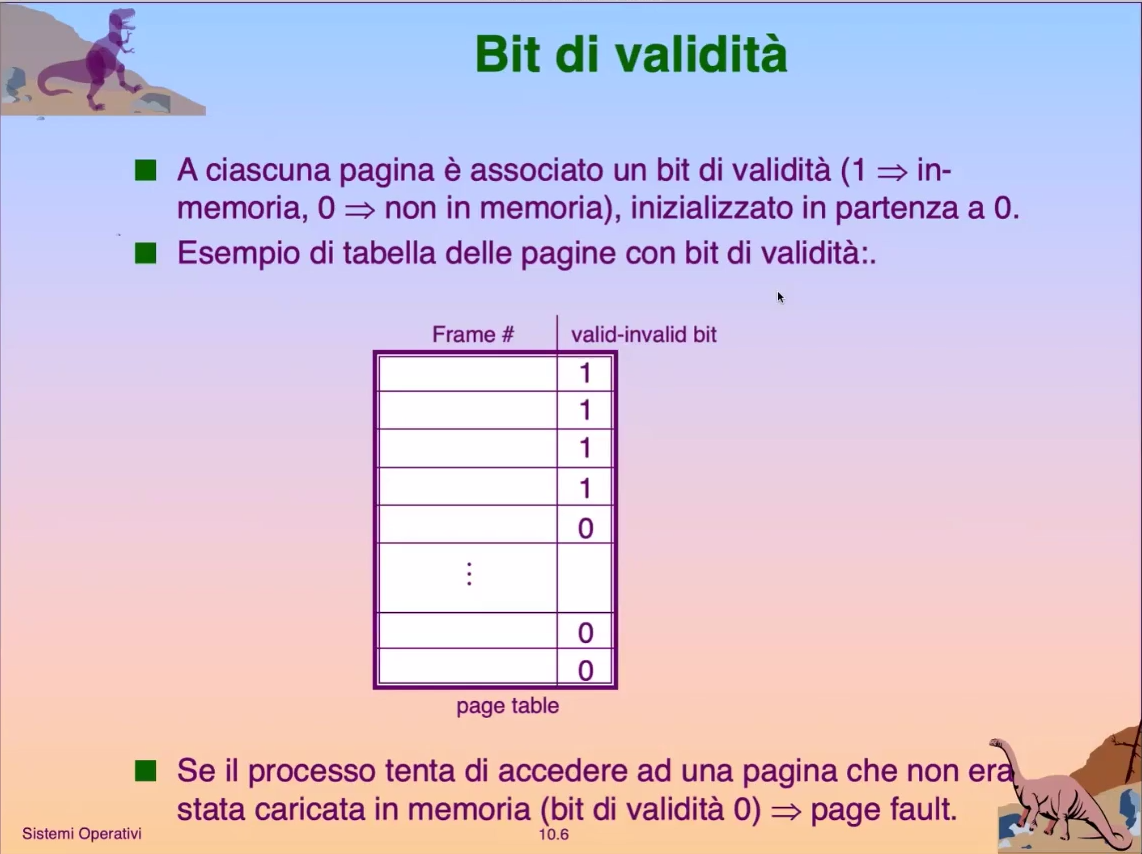 Bit di validità
A ciascuna pagina è associato un bit di validità (1 ⇒ in-
memoria, 0 ⇒ non in memoria), inizializzato in partenza a 0.
Esempio di tabella delle pagine con bit di validità:.
Frame # valid-invalid bit
1
1
1
1
0
⋮
0
0
page table
Se il processo tenta di accedere ad una pagina che non era
stata caricata in memoria (bit di validità 0) ⇒ page fault.
Sistemi Operativi 10.6